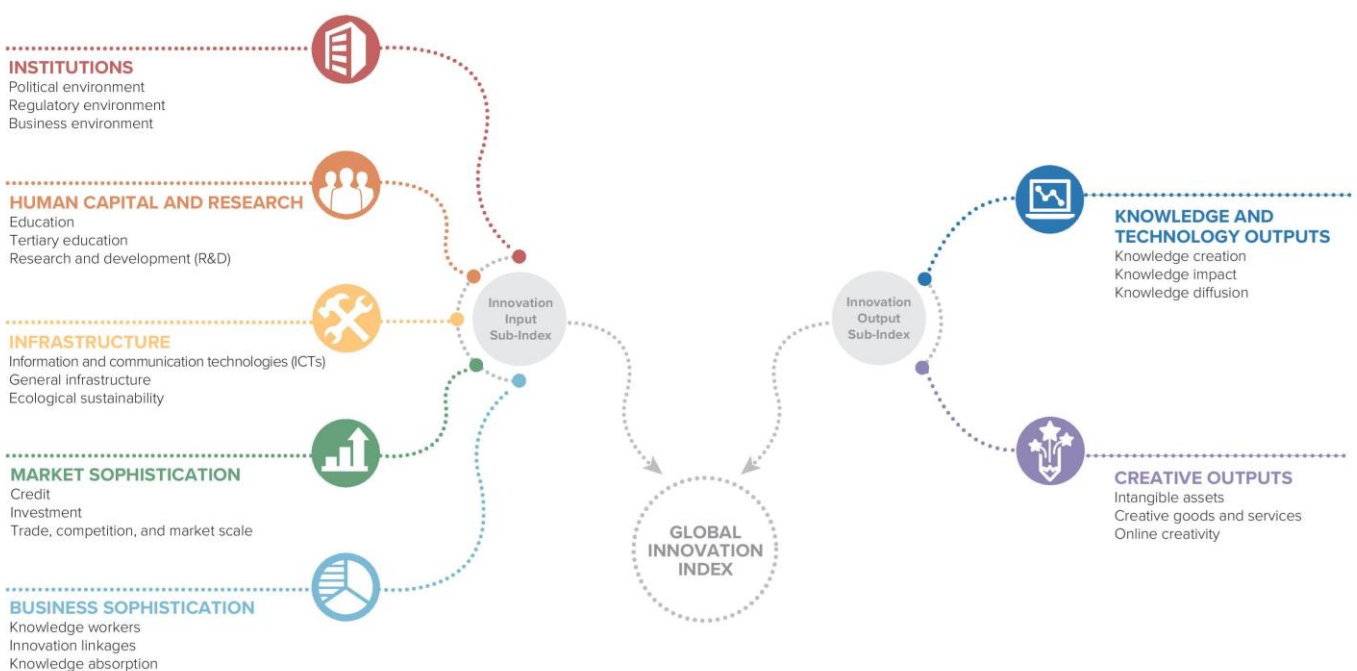 INSTITUTIONS
Political environment
Regulatory environment
Business environment
HUMAN CAPITAL AND RESEARCH
Education
Tertiary education
Research and development (R&D)
INFRASTRUCTURE
Information and communication technologies (ICTs)
General infrastructure
Ecological sustainability
MARKET SOPHISTICATION
Credit
Investment
Trade, competition, and market scale
BUSINESS SOPHISTICATION
Knowledge workers
Innovation linkages
Knowledge absorption
Innovation
Input
Sub-Index
GLOBAL
INNOVATION
INDEX
Innovation
Output
Sub-Index
KNOWLEDGE AND
TECHNOLOGY OUTPUTS
Knowledge creation
Knowledge impact
Knowledge diffusion
CREATIVE OUTPUTS
Intangible assets
Creative goods and services
Online creativity